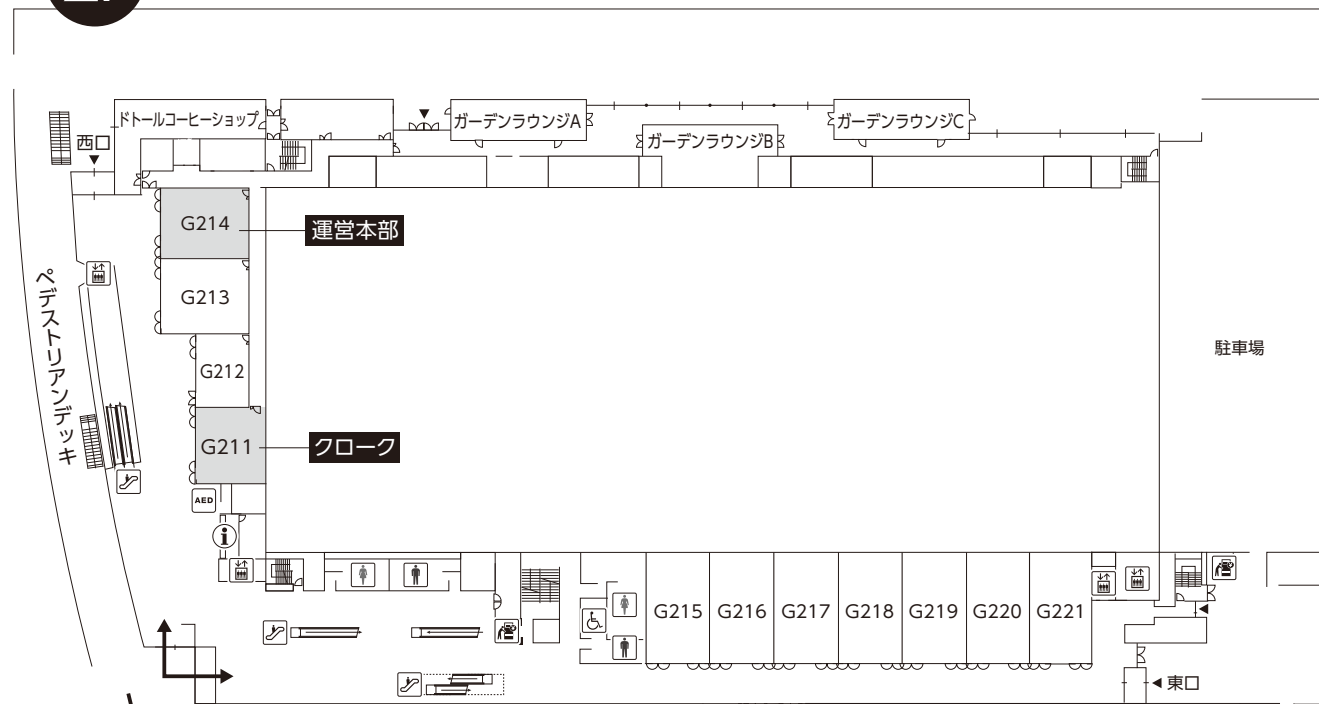 ドトールコーヒーショップ
ガーデンラウンジA
ガーデンラウンジB
ガーデンラウンジC
西口
G214
運営本部
G213
ペデストリアンデッキ
駐車場
G212
G211
クローク
AED
i
G215
G216
G217
G218
G219
G220
G221
東口